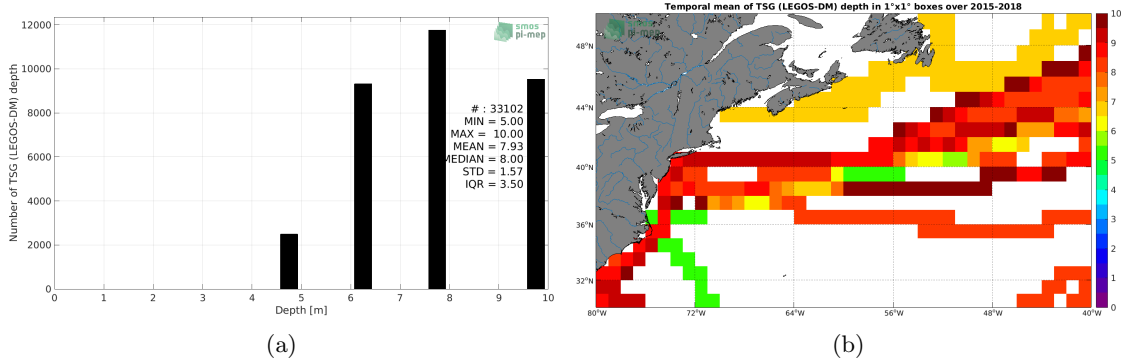 smos
pi-mep
12000
10000
8000
6000
4000
2000
0
Number of TSG (LEGOS-DM) depth
# : 33102
MIN = 5.00
MAX = 10.00
MEAN = 7.93
MEDIAN = 8.00
STD = 1.57
IQR = 3.50
0 1 2 3 4 5 6 7 8 9 10
Depth [m]
(a)
Temporal mean of TSG (LEGOS-DM) depth in 1°x1° boxes over 2015-2018
smos
pi-mep
48°N
44°N
40°N
36°N
32°N
80°W 72°W 64°W 56°W 48°W 40°W
10
9
8
7
6
5
4
3
2
1
0
(b)